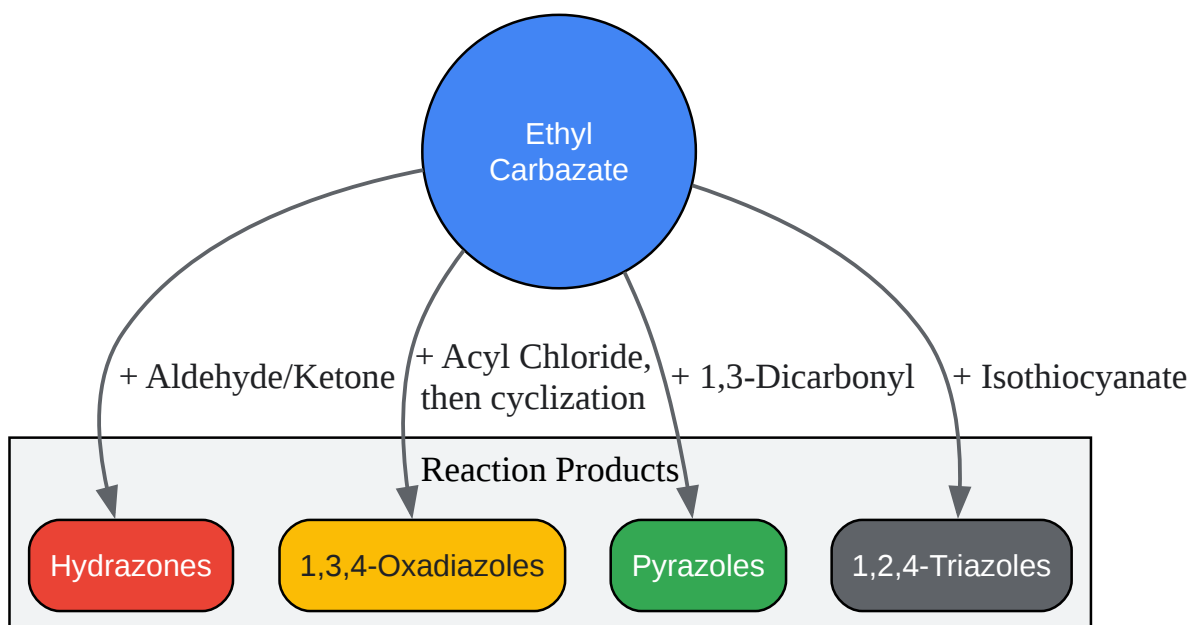 Ethyl
Carbazate
+ Aldehyde/Ketone
+ Acyl Chloride,
then cyclization
+ 1,3-Dicarbonyl
+ Isothiocyanate
Reaction Products
Hydrazones
1,3,4-Oxadiazoles
Pyrazoles
1,2,4-Triazoles